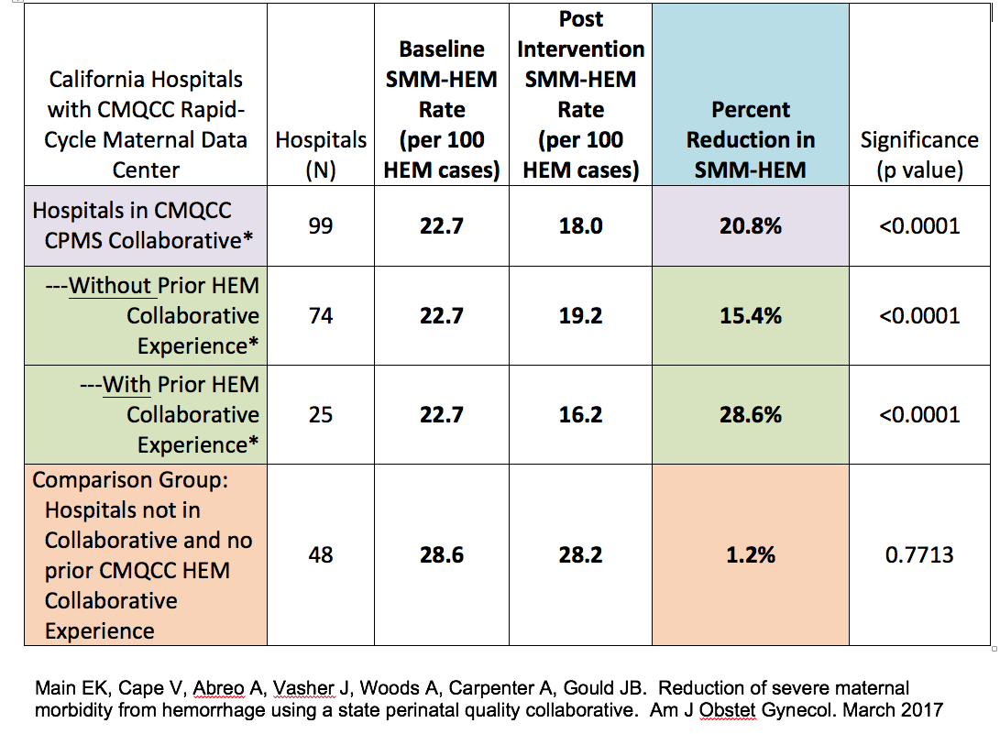 California Hospitals
with CMQCC Rapid-
Cycle Maternal Data
Center
Hospitals
(N)
Baseline
SMM-HEM
Rate
(per 100
HEM cases)
Post
Intervention
SMM-HEM
Rate
(per 100
HEM cases)
Percent
Reduction in
SMM-HEM
Significance
(p value)
Hospitals in CMQCC
CPMS Collaborative*
99
22.7
18.0
20.8%
<0.0001
---Without Prior HEM
Collaborative
Experience*
74
22.7
19.2
15.4%
<0.0001
---With Prior HEM
Collaborative
Experience*
25
22.7
16.2
28.6%
<0.0001
Comparison Group:
Hospitals not in
Collaborative and no
prior CMQCC HEM
Collaborative
Experience
48
28.6
28.2
1.2%
0.7713
Main EK, Cape V, Abreo A, Vasher J, Woods A, Carpenter A, Gould JB.  Reduction of severe maternal
morbidity from hemorrhage using a state perinatal quality collaborative.  Am J Obstet Gynecol. March 2017